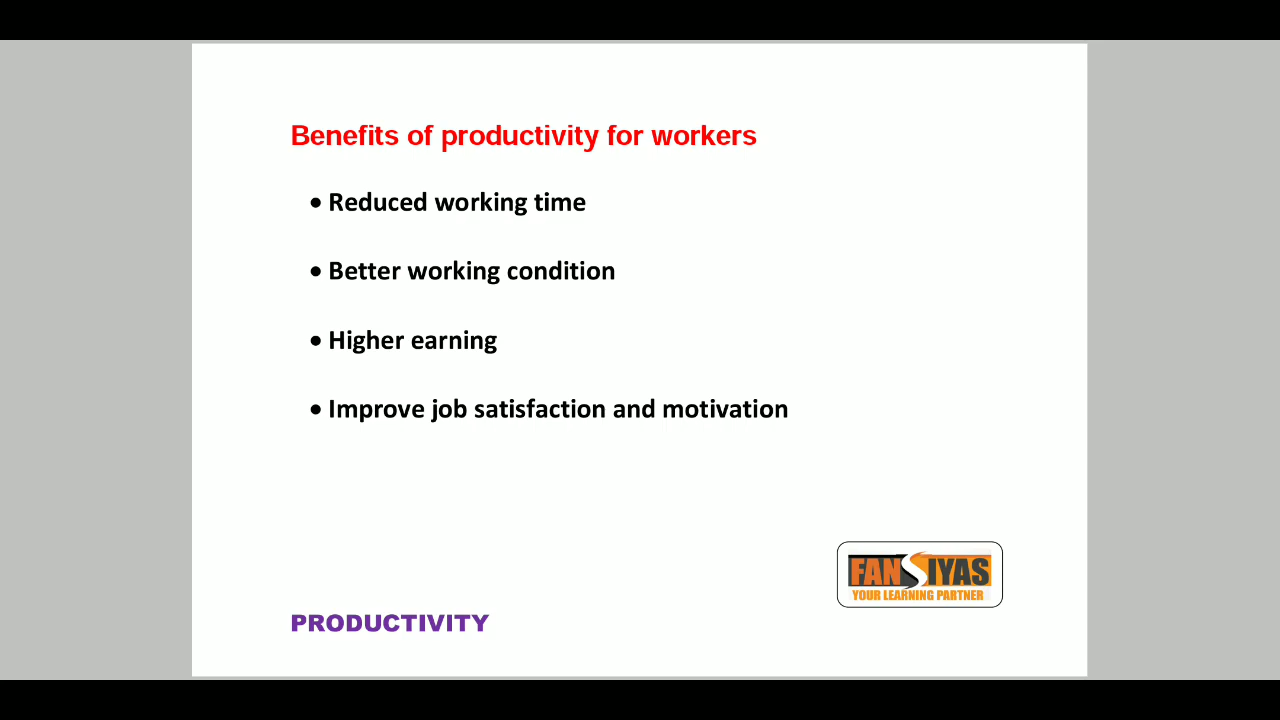 Benefits of productivity for workers
• Reduced working time
• Better working condition
• Higher earning
• Improve job satisfaction and motivation
FANSIYAS
YOUR LEARNING PARTNER
PRODUCTIVITY